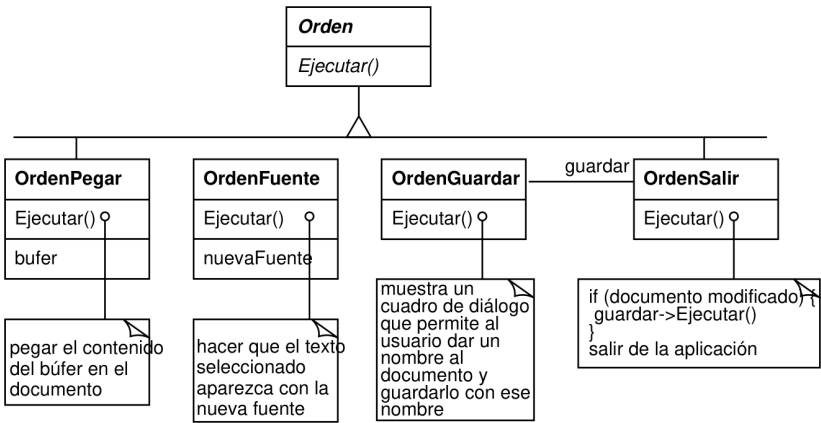 Orden
Ejecutar()
OrdenPegar
Ejecutar()
bufer
pegar el contenido
del búfer en el
documento
OrdenFuente
Ejecutar()
nuevaFuente
hacer que el texto
seleccionado
aparezca con la
nueva fuente
OrdenGuardar
Ejecutar()
muestra un
cuadro de diálogo
que permite al
usuario dar un
nombre al
documento y
guardarlo con ese
nombre
guardar
OrdenSalir
Ejecutar()
if (documento modificado) {
guardar->Ejecutar()
}
salir de la aplicación